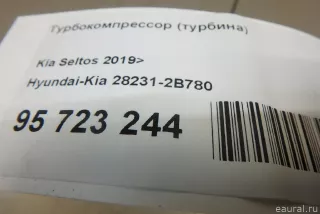 Турбокомпрессор (турбина)
Kia Seltos 2019>
Hyundai-Kia 28231-2B780
95 723 244
eaural.ru